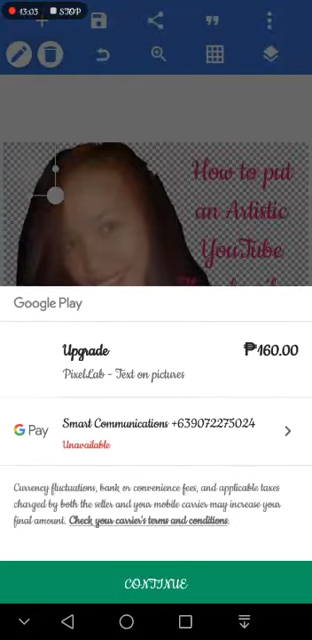 13:03 STOP
How to put
an Artistic
YouTube
Google Play
Upgrade ₱160.00
PixelLab - Text on pictures
G Pay Smart Communications +639072275024
Unavailable
Currency fluctuations, bank or convenience fees, and applicable taxes
charged by both the seller and your mobile carrier may increase your
final amount. Check your carrier's terms and conditions.
CONTINUE